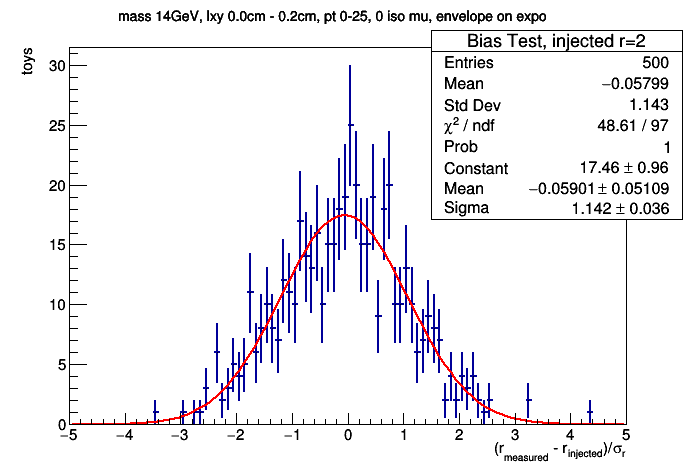 mass 14GeV, lxy 0.0cm - 0.2cm, pt 0-25, 0 iso mu, envelope on expo
Bias Test, injected r=2
Entries 500
Mean −0.05799
Std Dev 1.143
χ² / ndf 48.61 / 97
Prob 1
Constant 17.46 ± 0.96
Mean −0.05901 ± 0.05109
Sigma 1.142 ± 0.036
toys
30
25
20
15
10
5
0
−5 −4 −3 −2 −1 0 1 2 3 4 5
(r_measured - r_injected)/σ_r